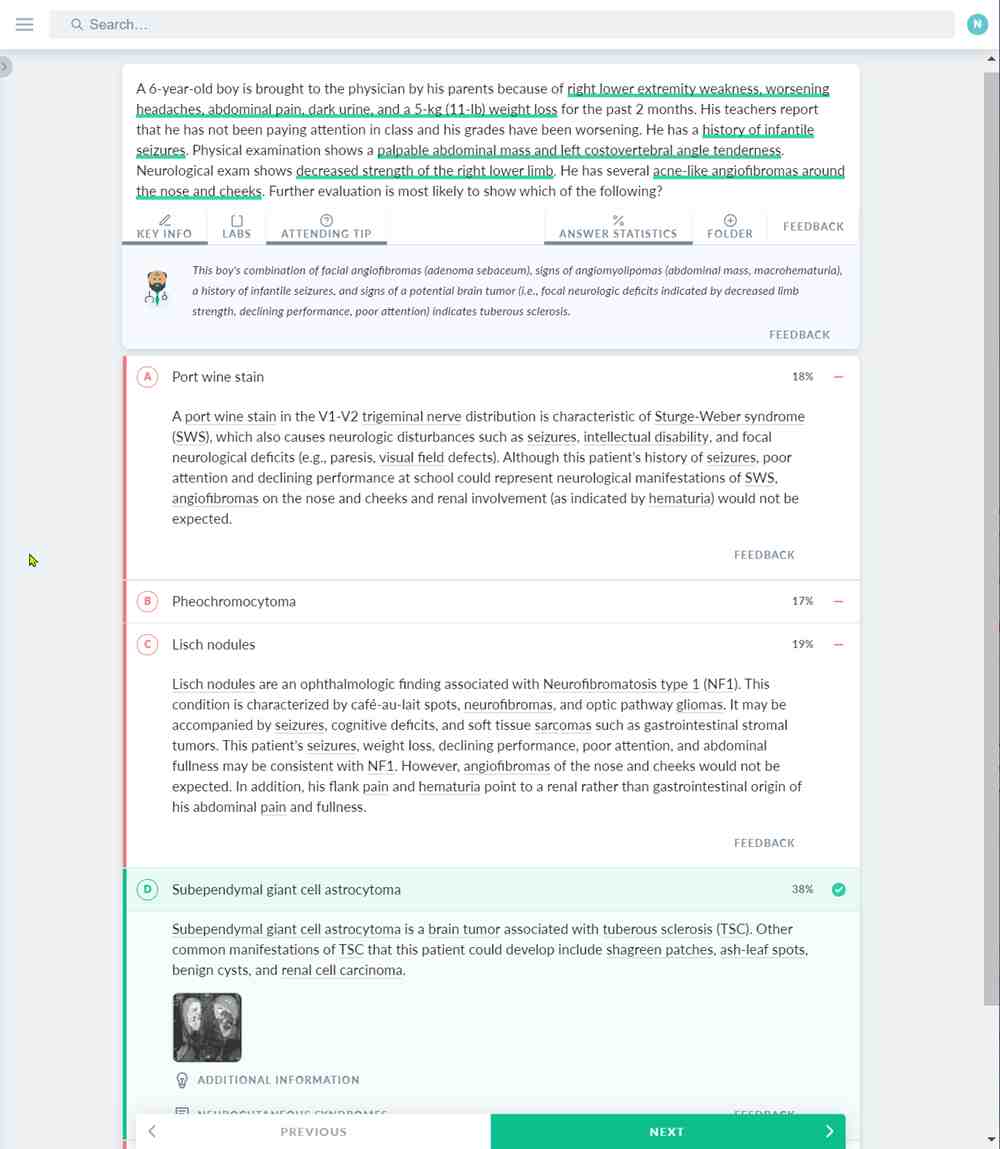 Search...
N
A 6-year-old boy is brought to the physician by his parents because of right lower extremity weakness, worsening
headaches, abdominal pain, dark urine, and a 5-kg (11-lb) weight loss for the past 2 months. His teachers report
that he has not been paying attention in class and his grades have been worsening. He has a history of infantile
seizures. Physical examination shows a palpable abdominal mass and left costovertebral angle tenderness.
Neurological exam shows decreased strength of the right lower limb. He has several acne-like angiofibromas around
the nose and cheeks. Further evaluation is most likely to show which of the following?
KEY INFO LABS ATTENDING TIP ANSWER STATISTICS FOLDER FEEDBACK
This boy's combination of facial angiofibromas (adenoma sebaceum), signs of angiomyolipomas (abdominal mass, macrohematuria),
a history of infantile seizures, and signs of a potential brain tumor (i.e., focal neurologic deficits indicated by decreased limb
strength, declining performance, poor attention) indicates tuberous sclerosis.
FEEDBACK
A Port wine stain 18%
A port wine stain in the V1-V2 trigeminal nerve distribution is characteristic of Sturge-Weber syndrome
(SWS), which also causes neurologic disturbances such as seizures, intellectual disability, and focal
neurological deficits (e.g., paresis, visual field defects). Although this patient's history of seizures, poor
attention and declining performance at school could represent neurological manifestations of SWS,
angiofibromas on the nose and cheeks and renal involvement (as indicated by hematuria) would not be
expected.
FEEDBACK
B Pheochromocytoma 17%
C Lisch nodules 19%
Lisch nodules are an ophthalmologic finding associated with Neurofibromatosis type 1 (NF1). This
condition is characterized by café-au-lait spots, neurofibromas, and optic pathway gliomas. It may be
accompanied by seizures, cognitive deficits, and soft tissue sarcomas such as gastrointestinal stromal
tumors. This patient's seizures, weight loss, declining performance, poor attention, and abdominal
fullness may be consistent with NF1. However, angiofibromas of the nose and cheeks would not be
expected. In addition, his flank pain and hematuria point to a renal rather than gastrointestinal origin of
his abdominal pain and fullness.
FEEDBACK
D Subependymal giant cell astrocytoma 38%
Subependymal giant cell astrocytoma is a brain tumor associated with tuberous sclerosis (TSC). Other
common manifestations of TSC that this patient could develop include shagreen patches, ash-leaf spots,
benign cysts, and renal cell carcinoma.
ADDITIONAL INFORMATION
NEUROCUTANEOUS SYNDROMES FEEDBACK
PREVIOUS NEXT